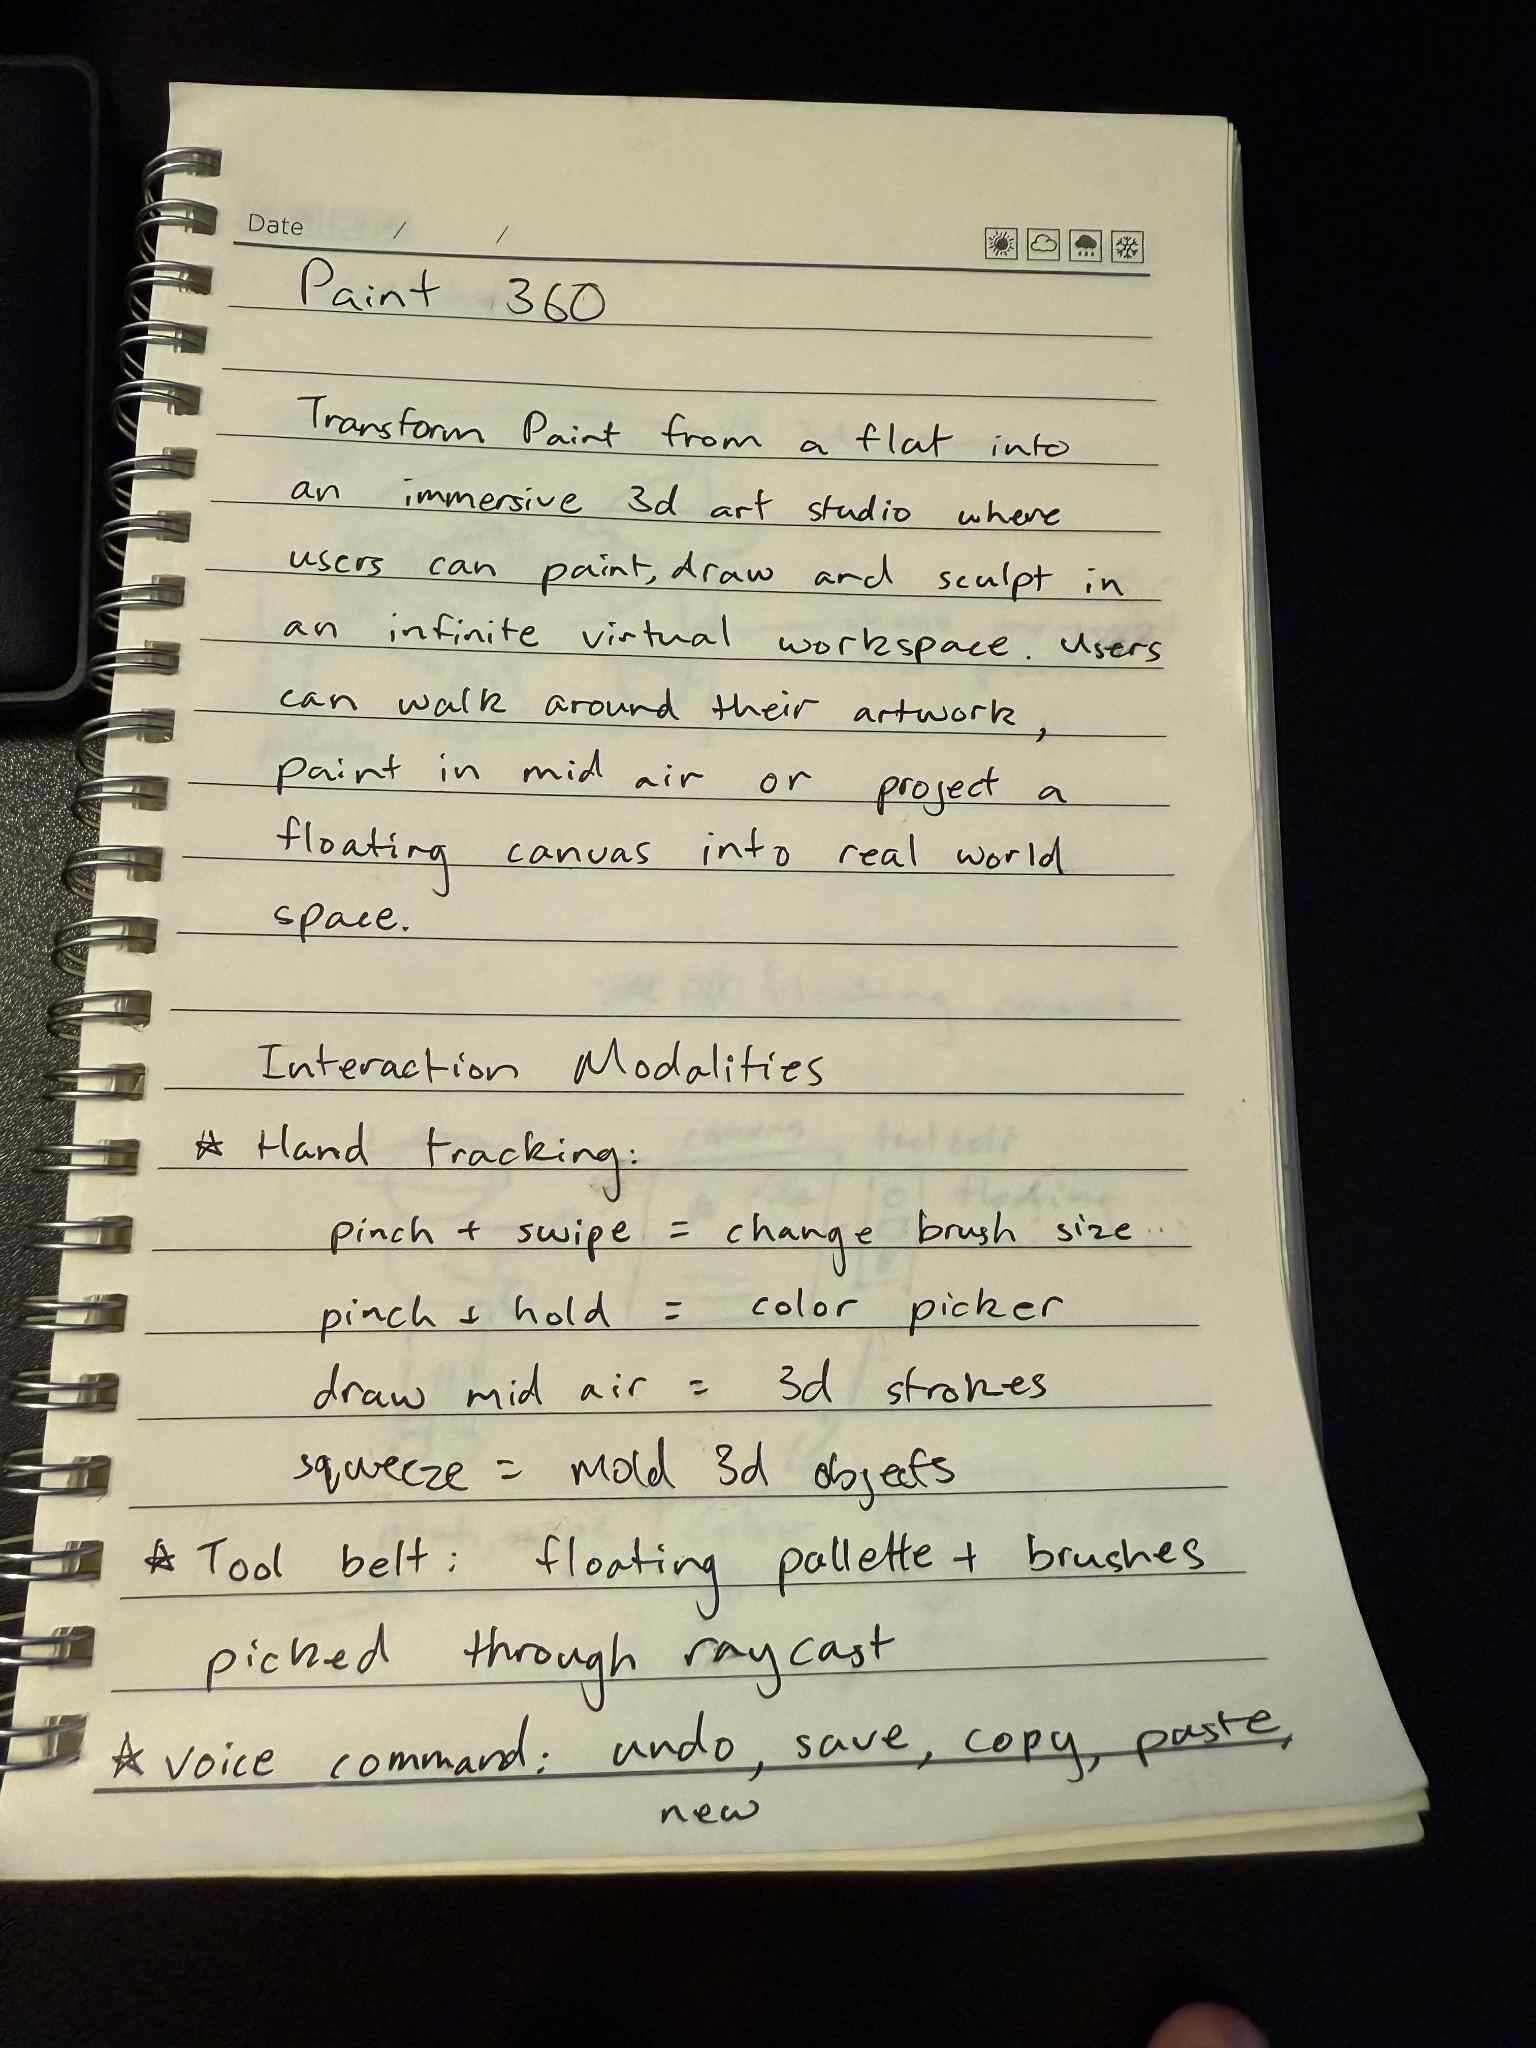 Date / /
Paint 360
Transform Paint from a flat into
an immersive 3d art studio where
users can paint, draw and sculpt in
an infinite virtual workspace. Users
can walk around their artwork,
paint in mid air or project a
floating canvas into real world
space.
Interaction Modalities
☆ Hand tracking:
pinch + swipe = change brush size
pinch + hold = color picker
draw mid air = 3d strokes
squeeze = mold 3d objects
☆ Tool belt: floating pallette + brushes
picked through raycast
☆ voice command: undo, save, copy, paste,
new